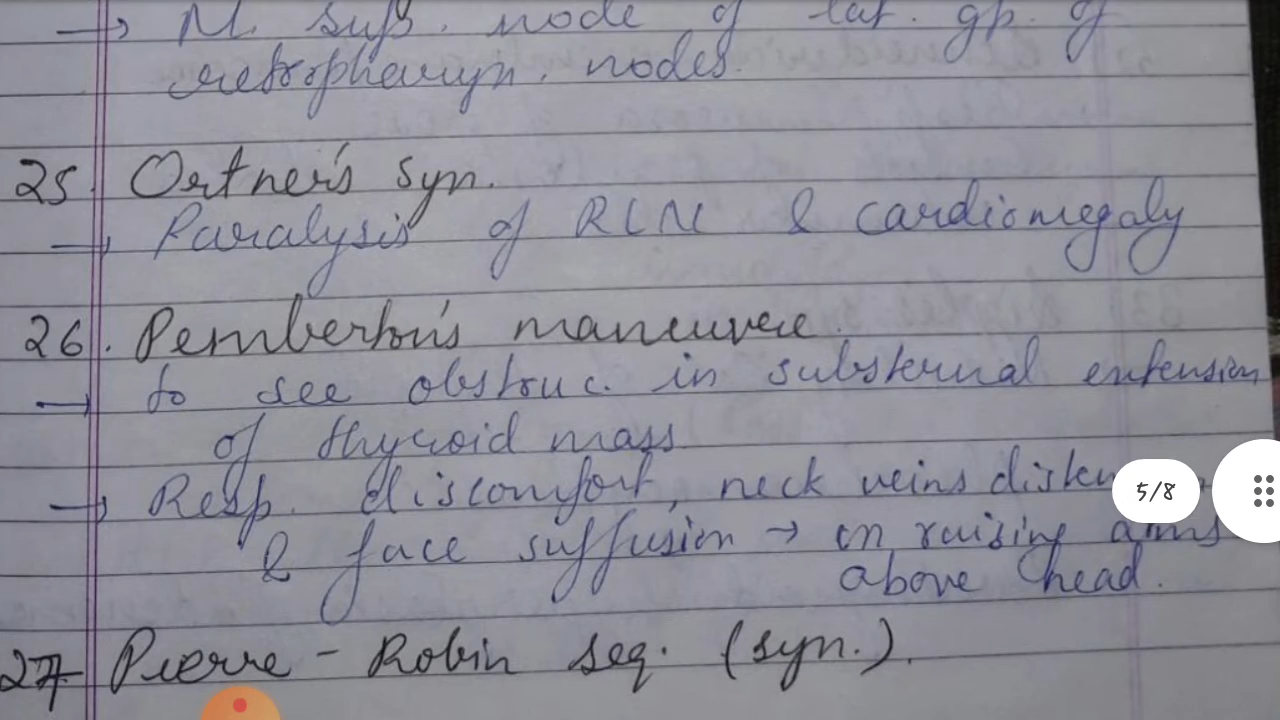 → M. sup. node of lat. gp. of
retropharyn. nodes.
25. Ortner's syn.
→ Paralysis of RLN & cardiomegaly
26. Pemberton's maneuvere.
→ to see obstruc. in substernal extension
of thyroid mass
→ Resp. discomfort, neck veins disten
5/8
& face suffusion → on raising arms
above head.
27 Pierre - Robin seq. (syn.).